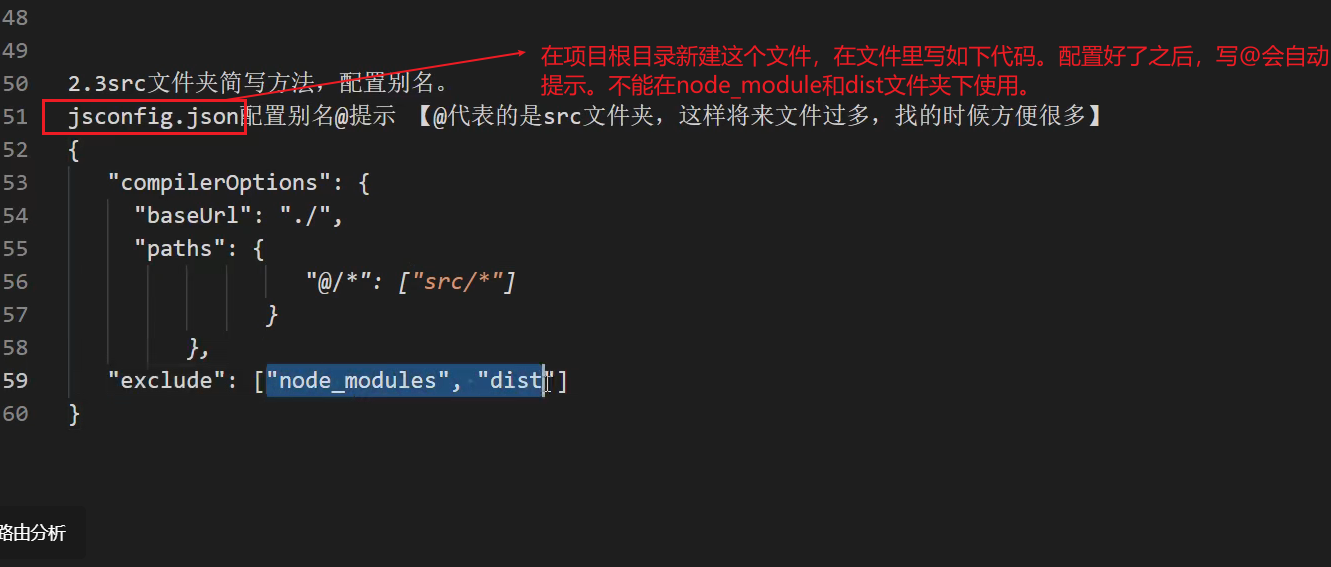 48
49
在项目根目录新建这个文件，在文件里写如下代码。配置好了之后，写@会自动
提示。不能在node_module和dist文件夹下使用。
50 2.3src文件夹简写方法，配置别名。
51 jsconfig.json配置别名@提示 【@代表的是src文件夹，这样将来文件过多，找的时候方便很多】
52 {
53 "compilerOptions": {
54 "baseUrl": "./",
55 "paths": {
56 "@/*": ["src/*"]
57 }
58 },
59 "exclude": ["node_modules", "dist"]
60 }
路由分析